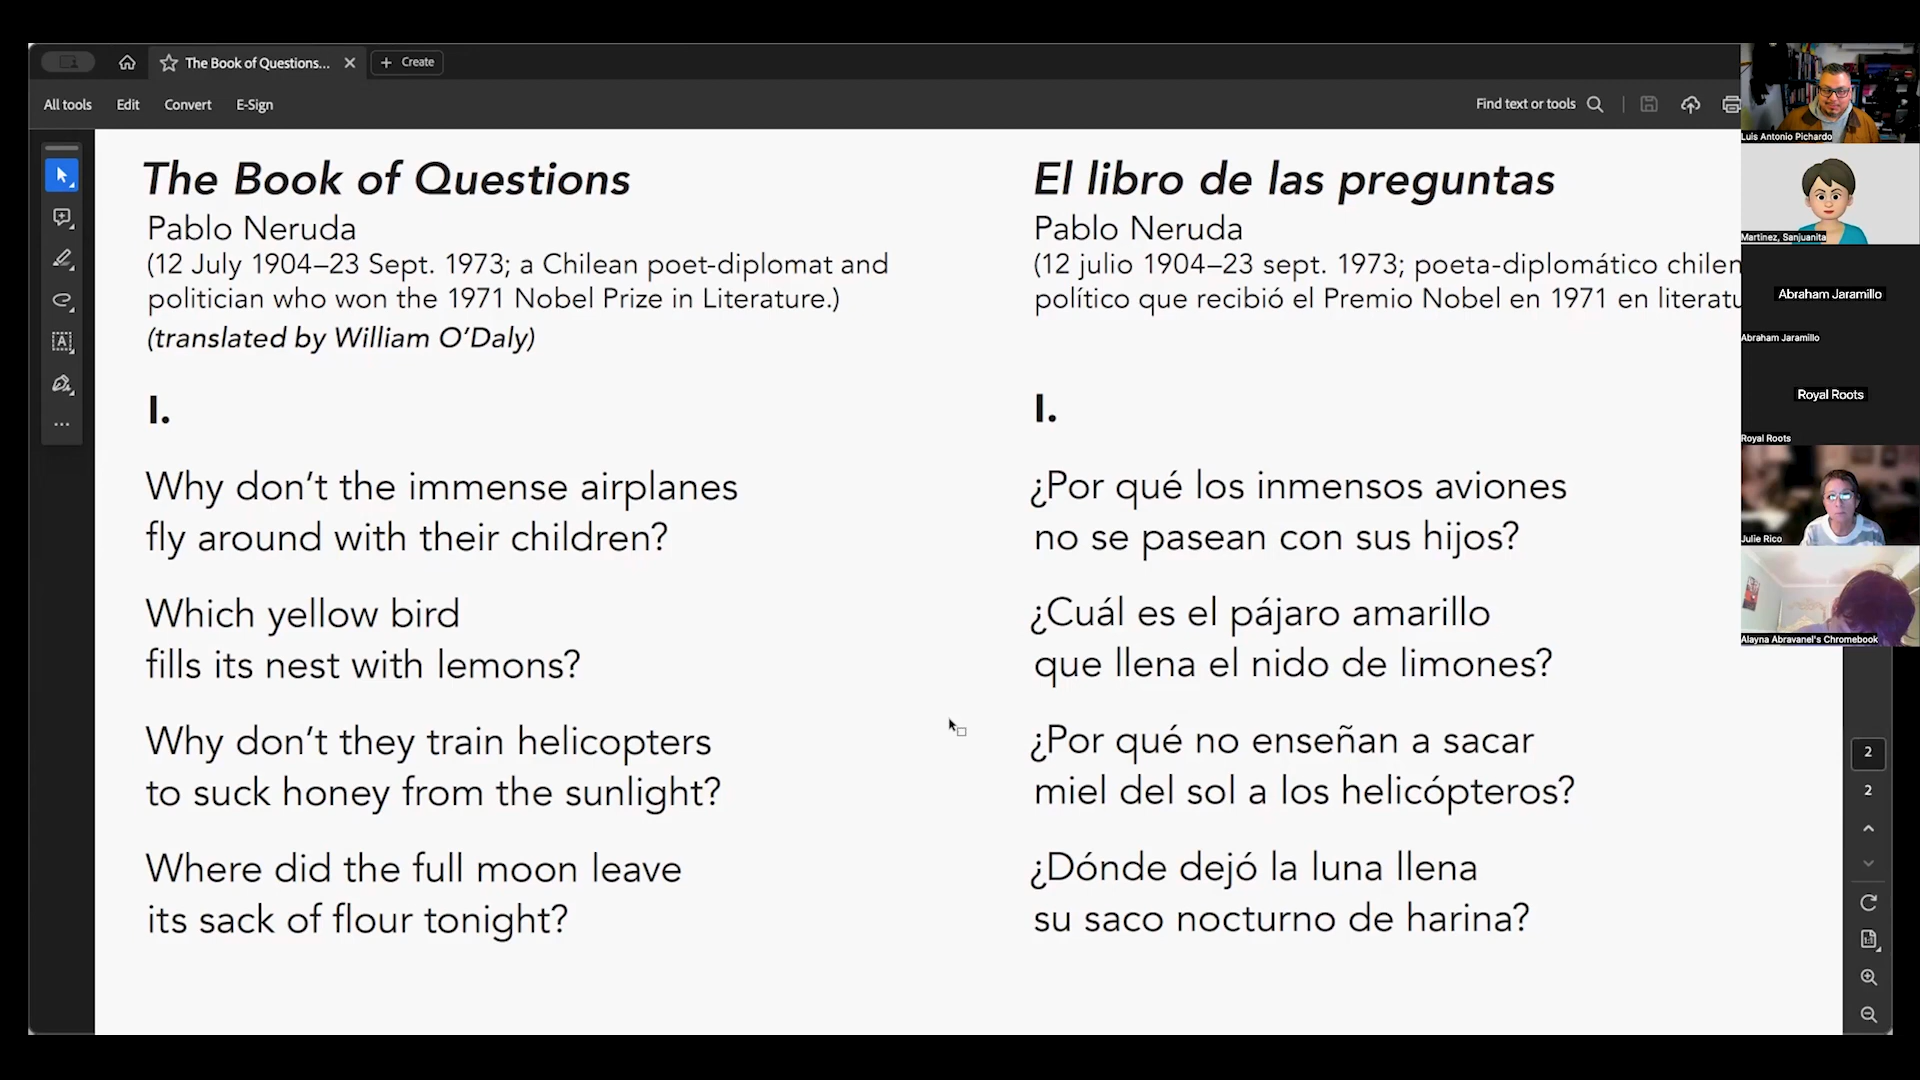 The Book of Questions...
Create
All tools
Edit
Convert
E-Sign
Find text or tools
The Book of Questions
Pablo Neruda
(12 July 1904–23 Sept. 1973; a Chilean poet-diplomat and
politician who won the 1971 Nobel Prize in Literature.)
(translated by William O’Daly)
I.
Why don’t the immense airplanes
fly around with their children?
Which yellow bird
fills its nest with lemons?
Why don’t they train helicopters
to suck honey from the sunlight?
Where did the full moon leave
its sack of flour tonight?
El libro de las preguntas
Pablo Neruda
(12 julio 1904–23 sept. 1973; poeta-diplomático chilen
político que recibió el Premio Nobel en 1971 en literatu
I.
¿Por qué los inmensos aviones
no se pasean con sus hijos?
¿Cuál es el pájaro amarillo
que llena el nido de limones?
¿Por qué no enseñan a sacar
miel del sol a los helicópteros?
¿Dónde dejó la luna llena
su saco nocturno de harina?
Luis Antonio Pichardo
Martinez, Sanjuanita
Abraham Jaramillo
Abraham Jaramillo
Royal Roots
Royal Roots
Julie Rico
Alayna Abravanel's Chromebook
2
2
1:1